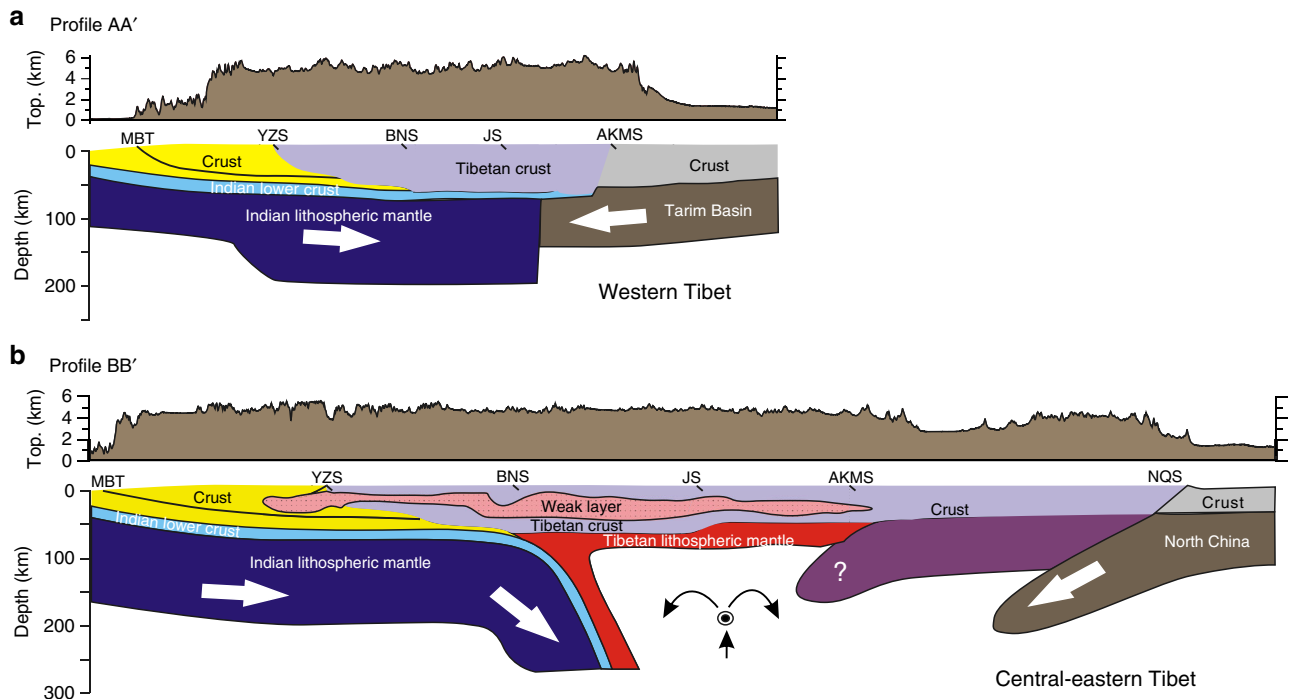 a
Profile AA′
Top. (km)
6
4
2
0
MBT YZS BNS JS AKMS
Depth (km)
0
100
200
Crust
Indian lower crust
Indian lithospheric mantle
Tibetan crust
Crust
Tarim Basin
Western Tibet
b
Profile BB′
Top. (km)
6
4
2
0
MBT YZS BNS JS AKMS NQS
Depth (km)
0
100
200
300
Crust
Indian lower crust
Indian lithospheric mantle
Weak layer
Tibetan crust
Tibetan lithospheric mantle
Crust
?
Crust
North China
Central-eastern Tibet